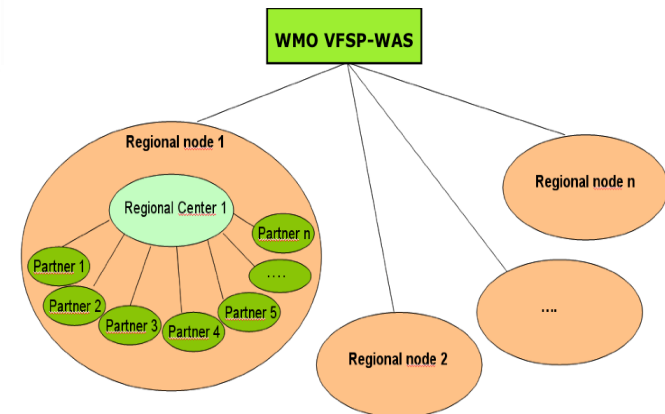 WMO VFSP-WAS
Regional node 1
Regional Center 1
Partner n
Partner 1
....
Partner 2
Partner 3
Partner 4
Partner 5
Regional node n
....
Regional node 2